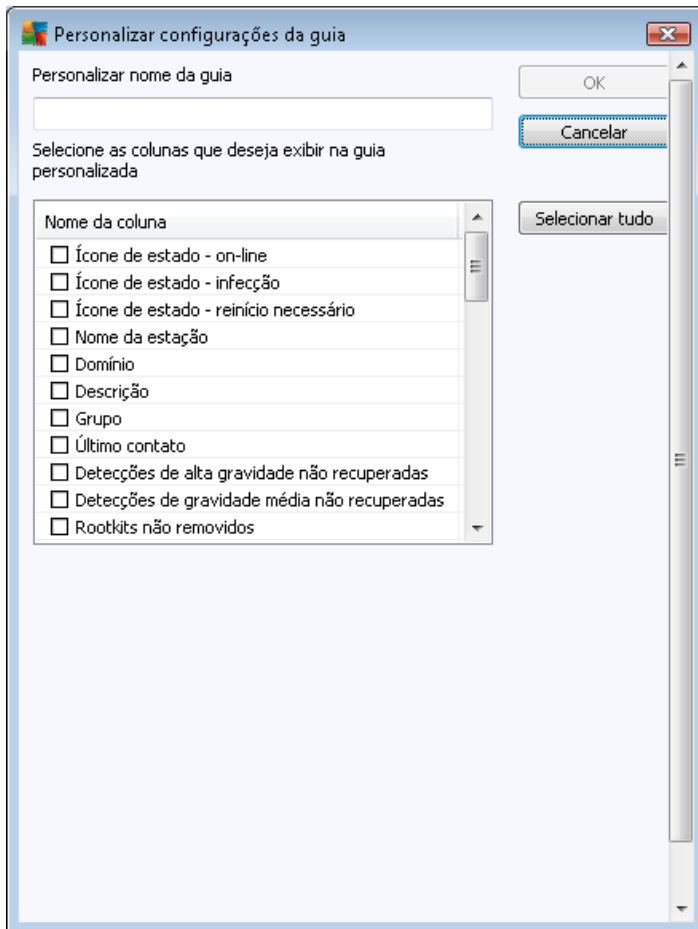 Personalizar configurações da guia
Personalizar nome da guia
OK
Cancelar
Selecione as colunas que deseja exibir na guia
personalizada
Selecionar tudo
Nome da coluna
Ícone de estado - on-line
Ícone de estado - infecção
Ícone de estado - reinício necessário
Nome da estação
Domínio
Descrição
Grupo
Último contato
Detecções de alta gravidade não recuperadas
Detecções de gravidade média não recuperadas
Rootkits não removidos